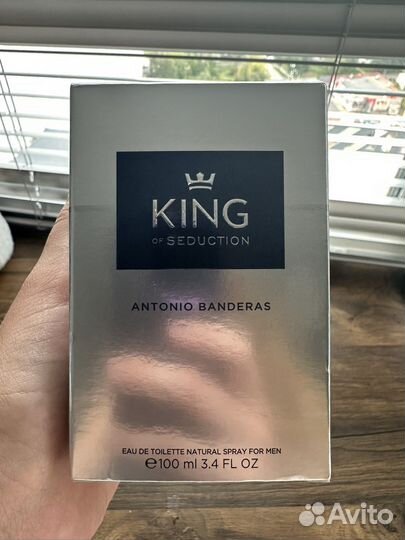 KING
OF SEDUCTION
ANTONIO BANDERAS
EAU DE TOILETTE NATURAL SPRAY FOR MEN
℮100 ml 3.4 FL OZ
Avito